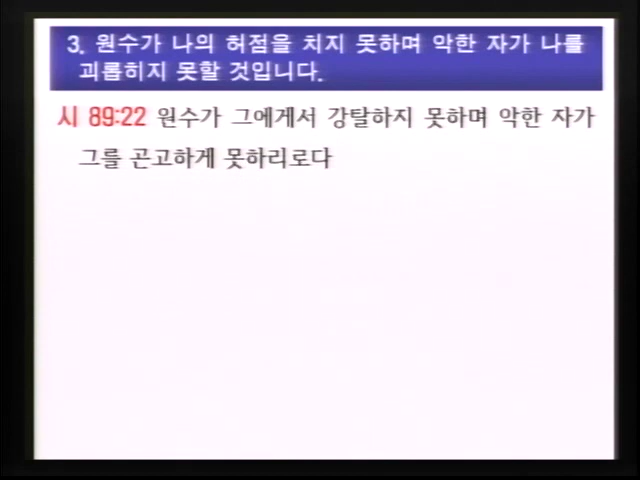 3. 원수가 나의 허점을 치지 못하며 악한 자가 나를
괴롭히지 못할 것입니다.
시 89:22 원수가 그에게서 강탈하지 못하며 악한 자가
그를 곤고하게 못하리로다